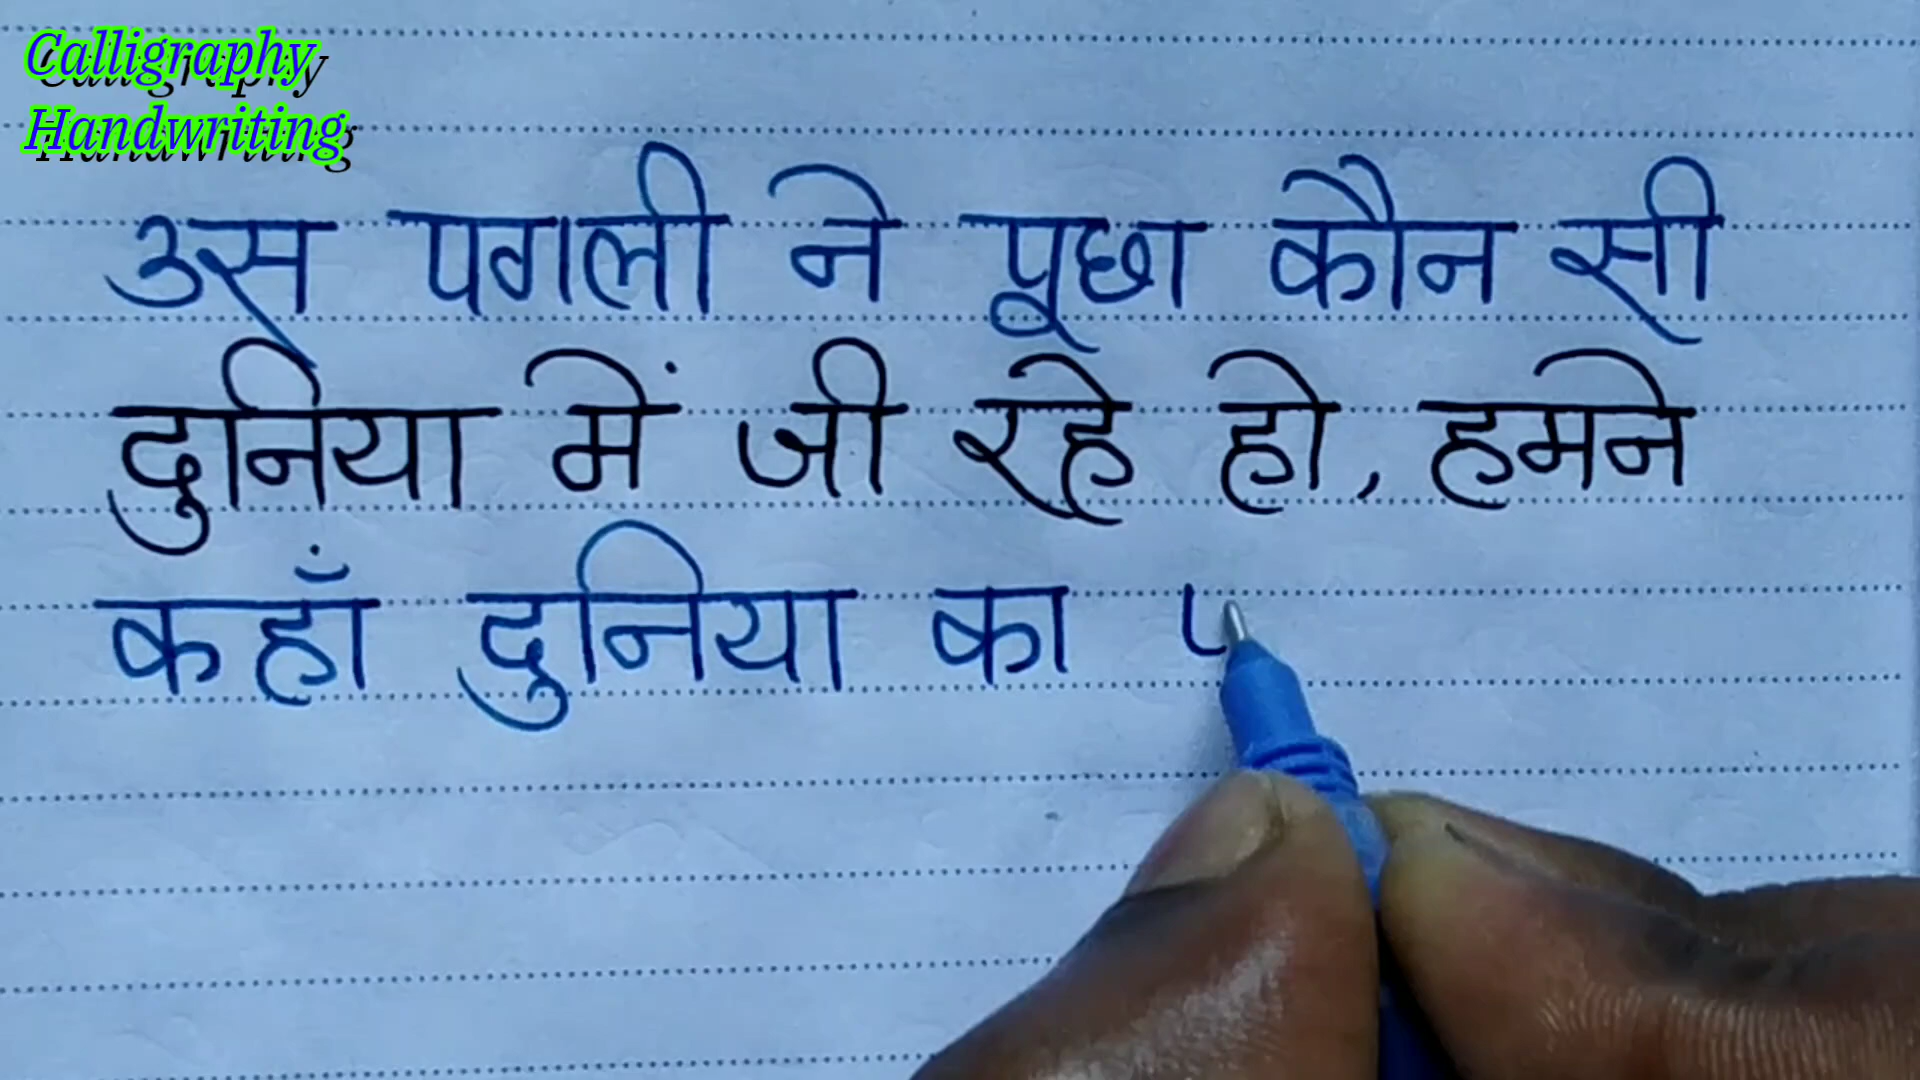 Calligraphy
Handwriting
उस पगली ने पूछा कौन सी
दुनिया में जी रहे हो, हमने
कहाँ दुनिया का